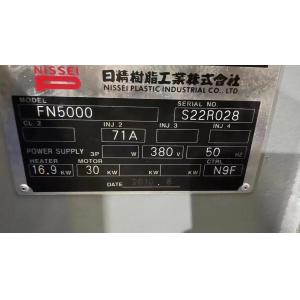 NISSEI
日精樹脂工業株式会社
NISSEI PLASTIC INDUSTRIAL CO., LTD.
MODEL SERIAL NO.
FN5000 S22R028
CL 2 INJ 2 INJ 3 INJ 4
71A
POWER SUPPLY 3P W 380 V 50 HZ
HEATER MOTOR CTRL
16.9 KW 30 KW KW KW N9F
DATE